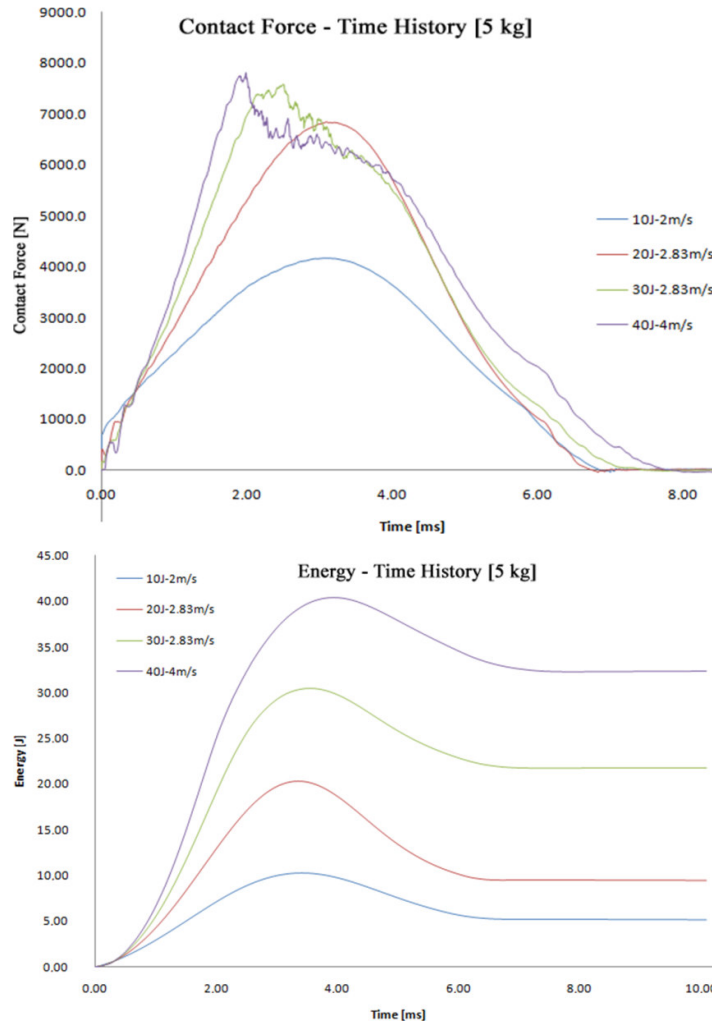 Contact Force - Time History [5 kg]
9000.0
8000.0
7000.0
6000.0
5000.0
4000.0
3000.0
2000.0
1000.0
0.0
Contact Force [N]
10J-2m/s
20J-2.83m/s
30J-2.83m/s
40J-4m/s
0.00 2.00 4.00 6.00 8.00
Time [ms]
Energy - Time History [5 kg]
45.00
40.00
35.00
30.00
25.00
20.00
15.00
10.00
5.00
0.00
Energy [J]
10J-2m/s
20J-2.83m/s
30J-2.83m/s
40J-4m/s
0.00 2.00 4.00 6.00 8.00 10.00
Time [ms]